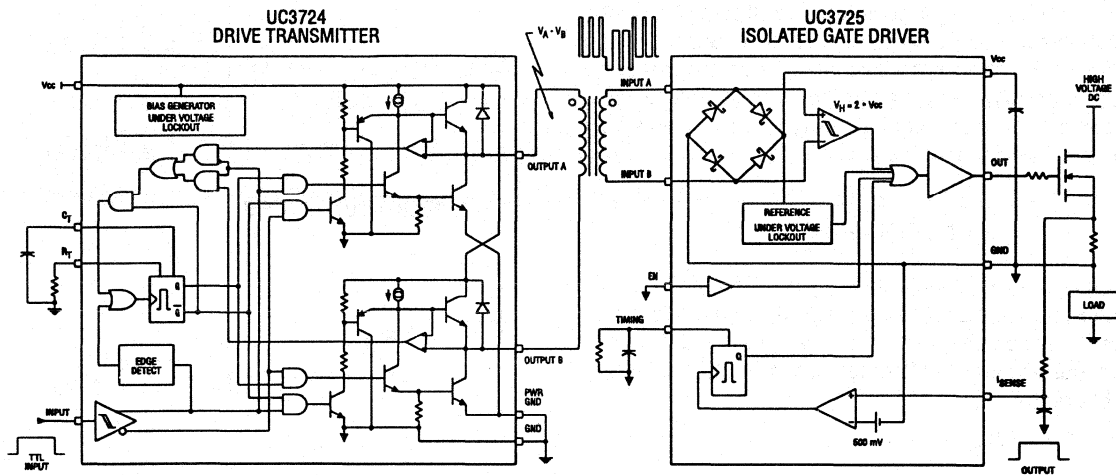 UC3724
DRIVE TRANSMITTER
UC3725
ISOLATED GATE DRIVER
VA - VB
Vcc
BIAS GENERATOR
UNDER VOLTAGE
LOCKOUT
OUTPUT A
CT
RT
Q
Q
EDGE
DETECT
INPUT
TTL
INPUT
OUTPUT B
PWR
GND
GND
INPUT A
INPUT B
VH = 2 * Vcc
Vcc
HIGH
VOLTAGE
DC
OUT
REFERENCE
UNDER VOLTAGE
LOCKOUT
GND
EN
TIMING
Q
500 mV
LOAD
ISENSE
OUTPUT